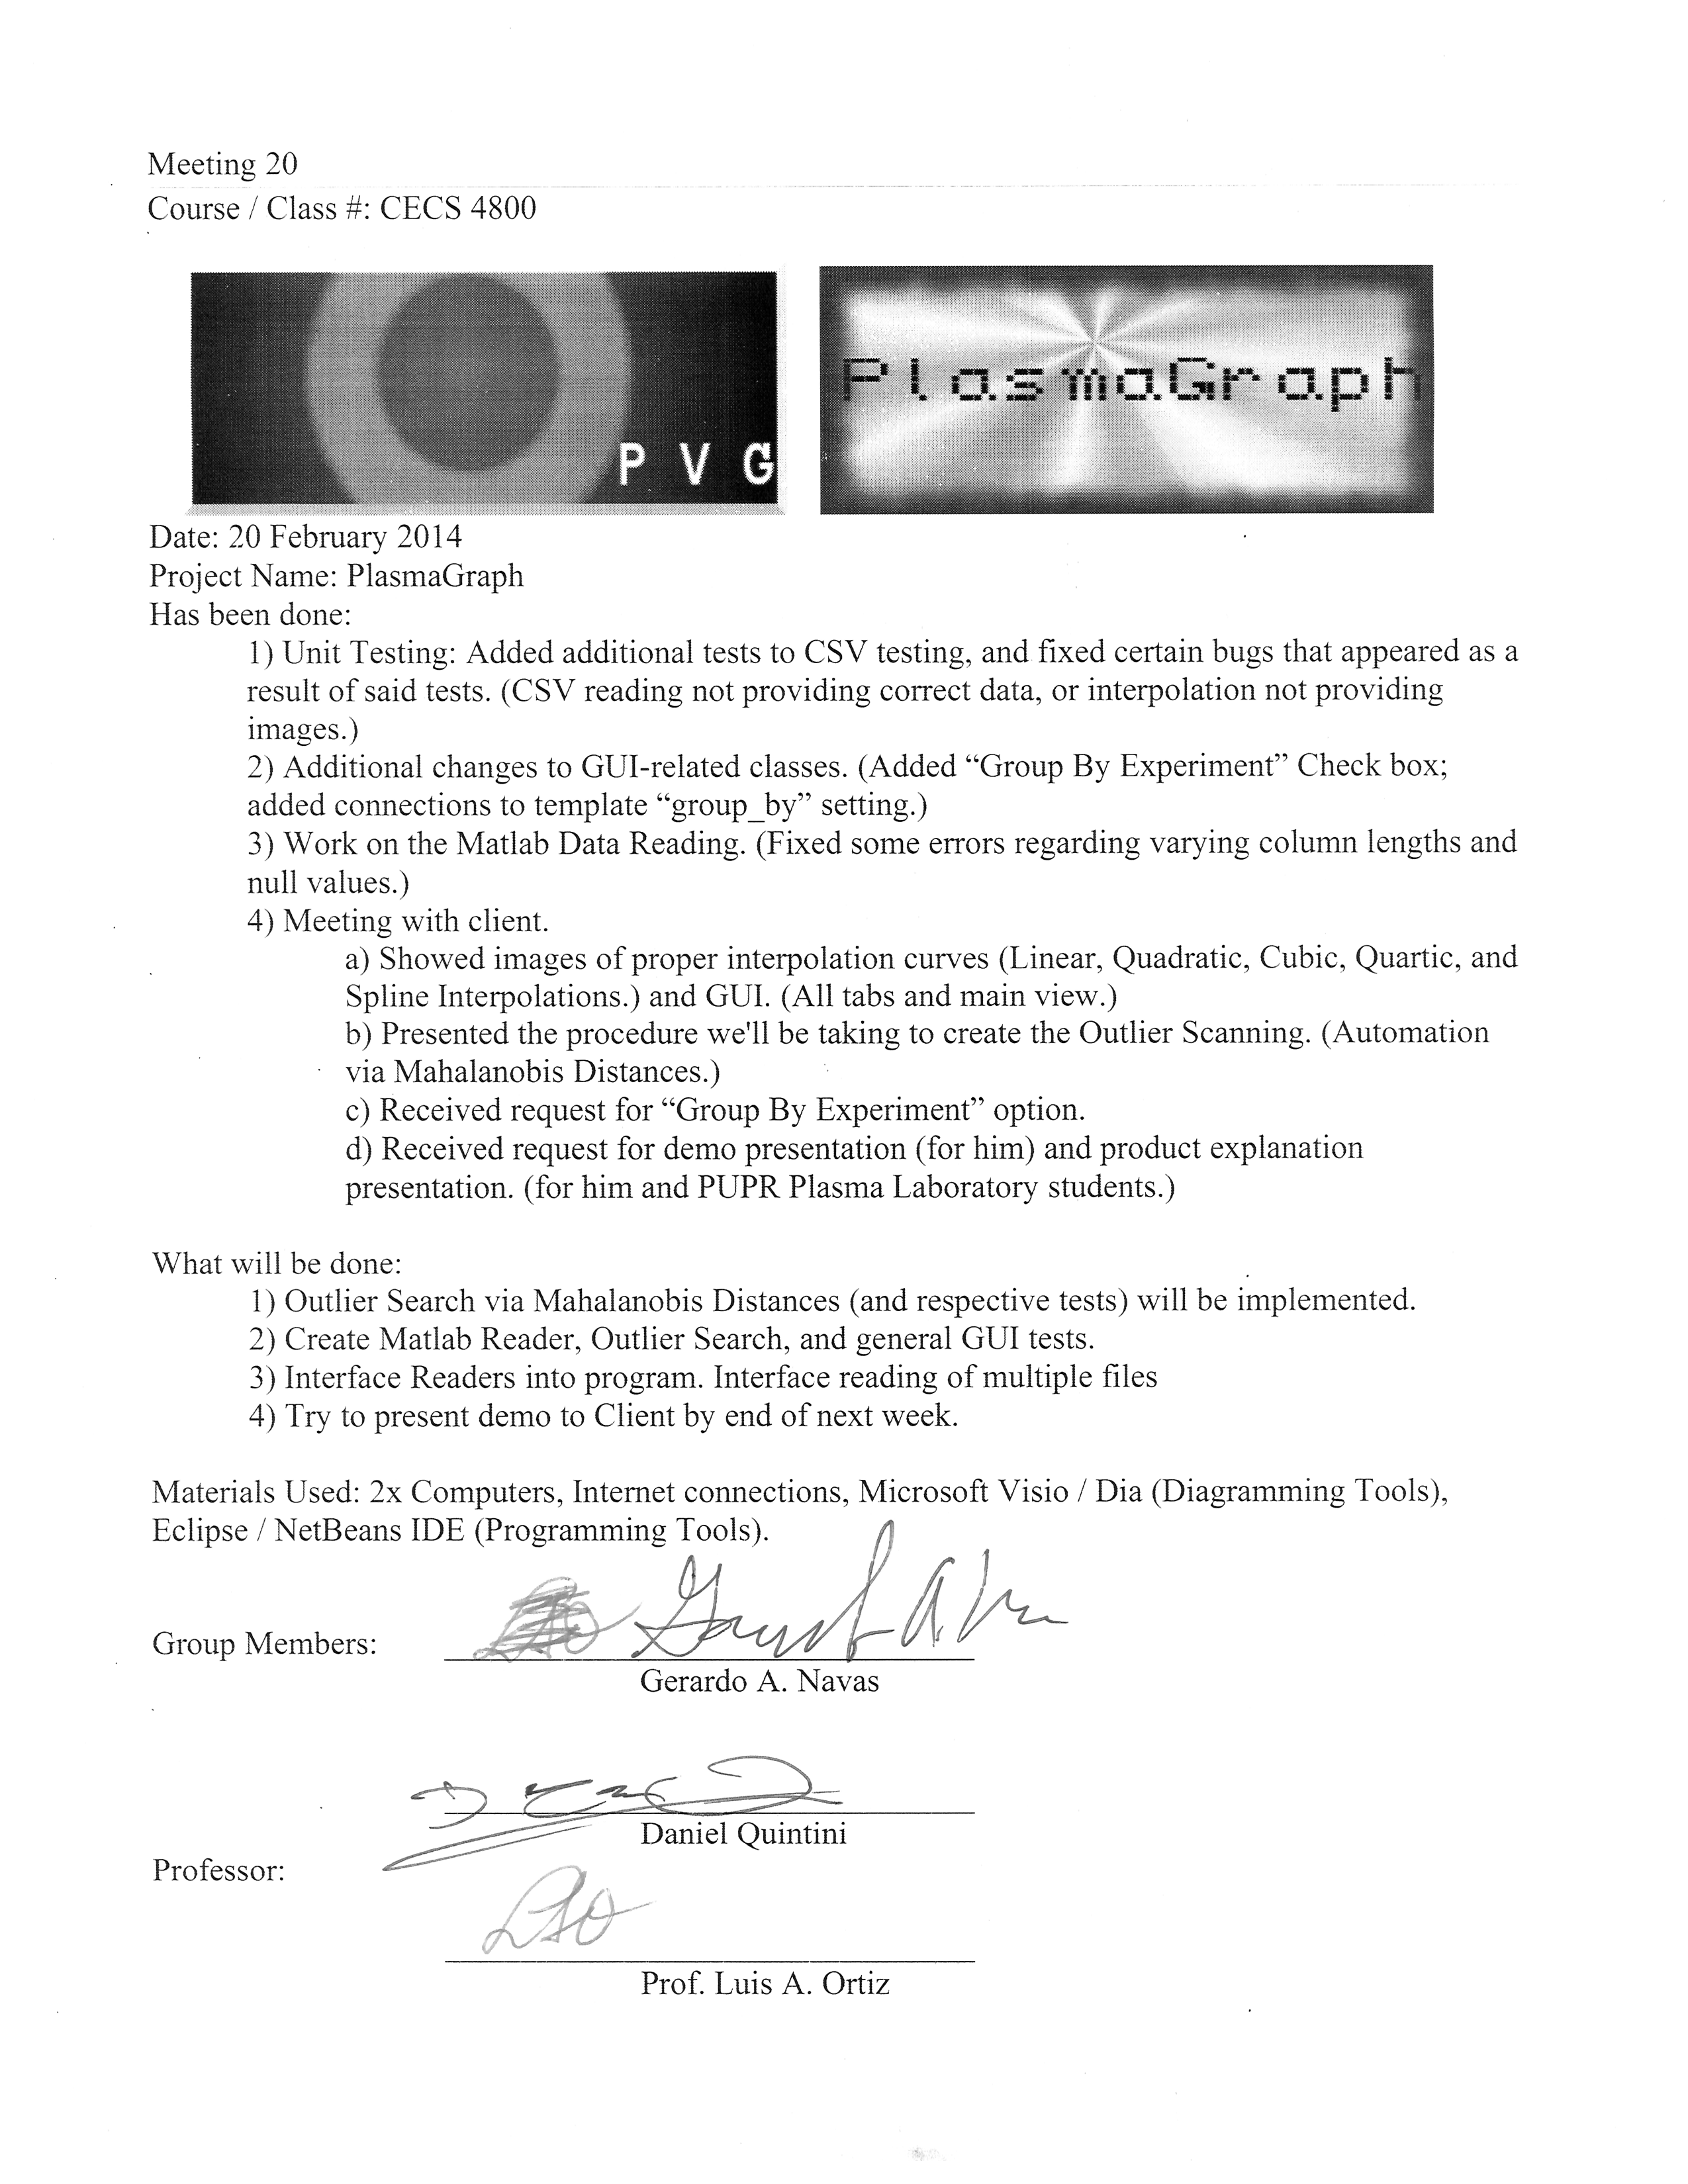 Meeting 20
Course / Class #: CECS 4800
P V G
PlasmaGraph
Date: 20 February 2014
Project Name: PlasmaGraph
Has been done:
1) Unit Testing: Added additional tests to CSV testing, and fixed certain bugs that appeared as a
result of said tests. (CSV reading not providing correct data, or interpolation not providing
images.)
2) Additional changes to GUI-related classes. (Added “Group By Experiment” Check box;
added connections to template “group_by” setting.)
3) Work on the Matlab Data Reading. (Fixed some errors regarding varying column lengths and
null values.)
4) Meeting with client.
a) Showed images of proper interpolation curves (Linear, Quadratic, Cubic, Quartic, and
Spline Interpolations.) and GUI. (All tabs and main view.)
b) Presented the procedure we'll be taking to create the Outlier Scanning. (Automation
via Mahalanobis Distances.)
c) Received request for “Group By Experiment” option.
d) Received request for demo presentation (for him) and product explanation
presentation. (for him and PUPR Plasma Laboratory students.)
What will be done:
1) Outlier Search via Mahalanobis Distances (and respective tests) will be implemented.
2) Create Matlab Reader, Outlier Search, and general GUI tests.
3) Interface Readers into program. Interface reading of multiple files
4) Try to present demo to Client by end of next week.
Materials Used: 2x Computers, Internet connections, Microsoft Visio / Dia (Diagramming Tools),
Eclipse / NetBeans IDE (Programming Tools).
Group Members:
Gerardo A. Navas
Daniel Quintini
Professor:
Prof. Luis A. Ortiz